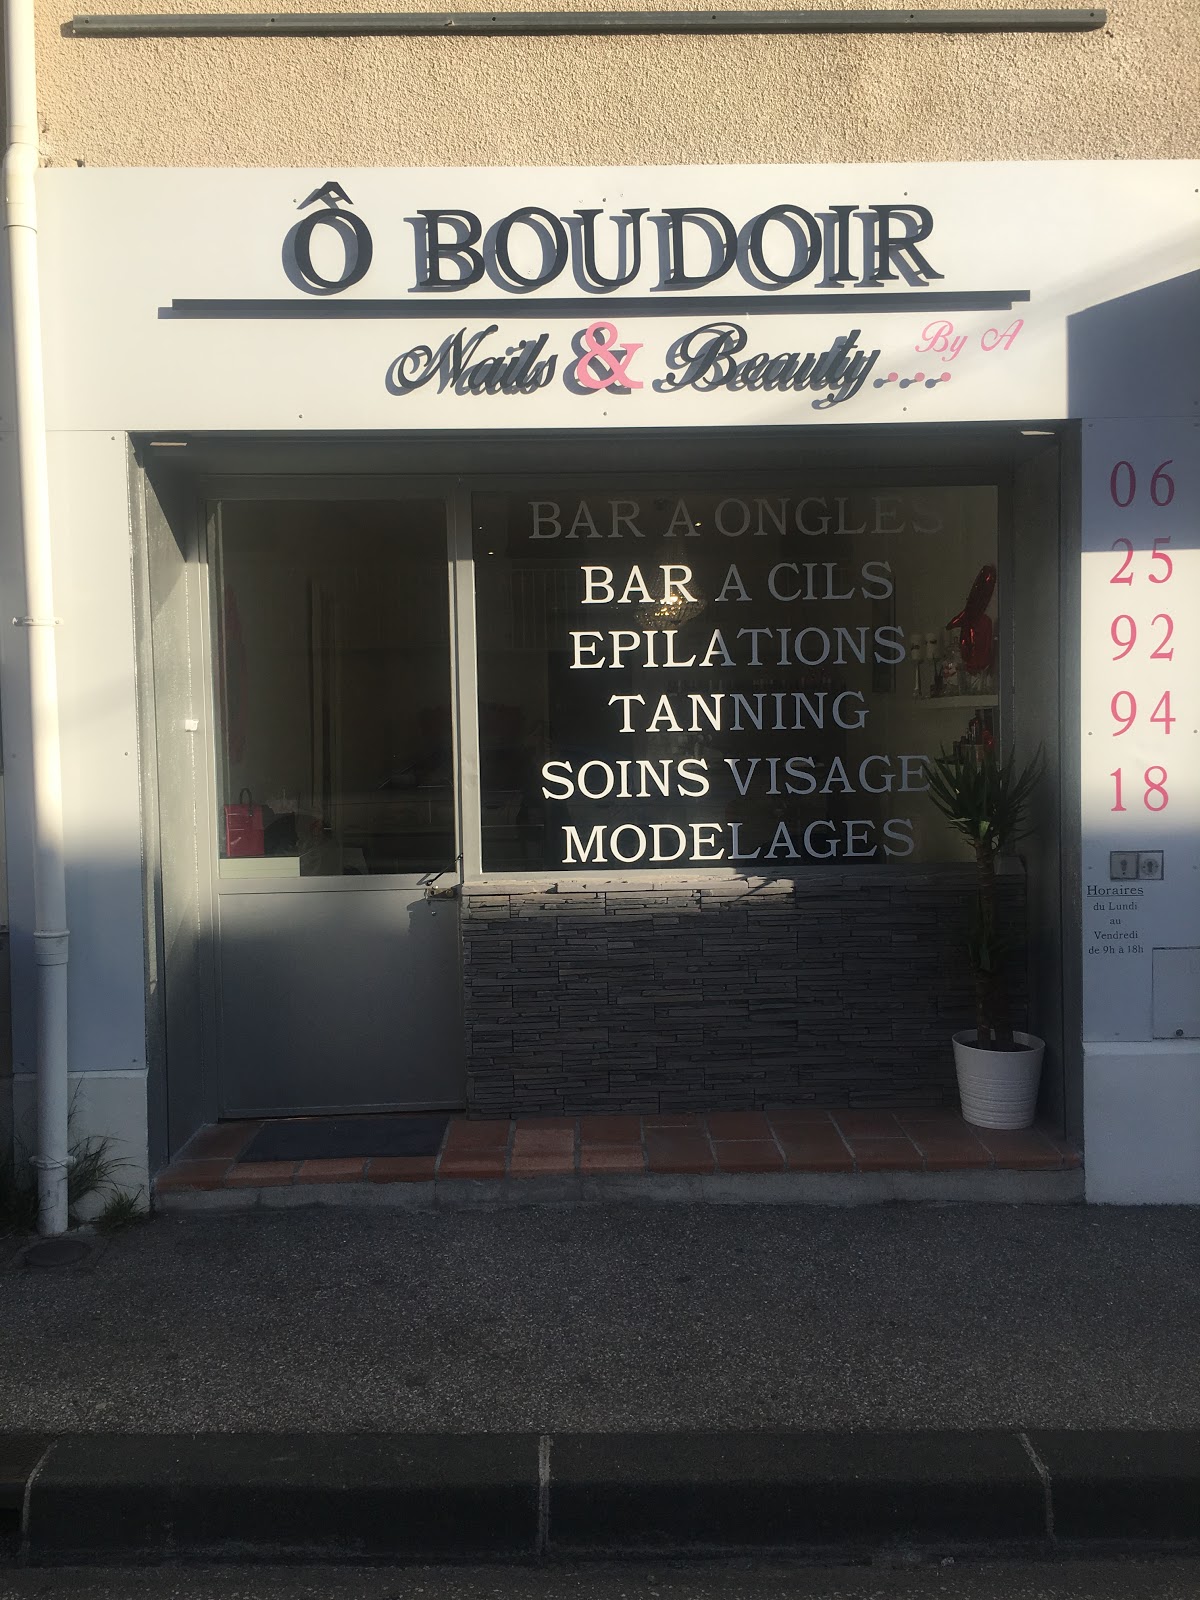 Ô BOUDOIR
Nails & Beauty... By A
BAR A ONGLES
BAR A CILS
EPILATIONS
TANNING
SOINS VISAGE
MODELAGES
06
25
92
94
18
Horaires
du Lundi
au
Vendredi
de 9h à 18h